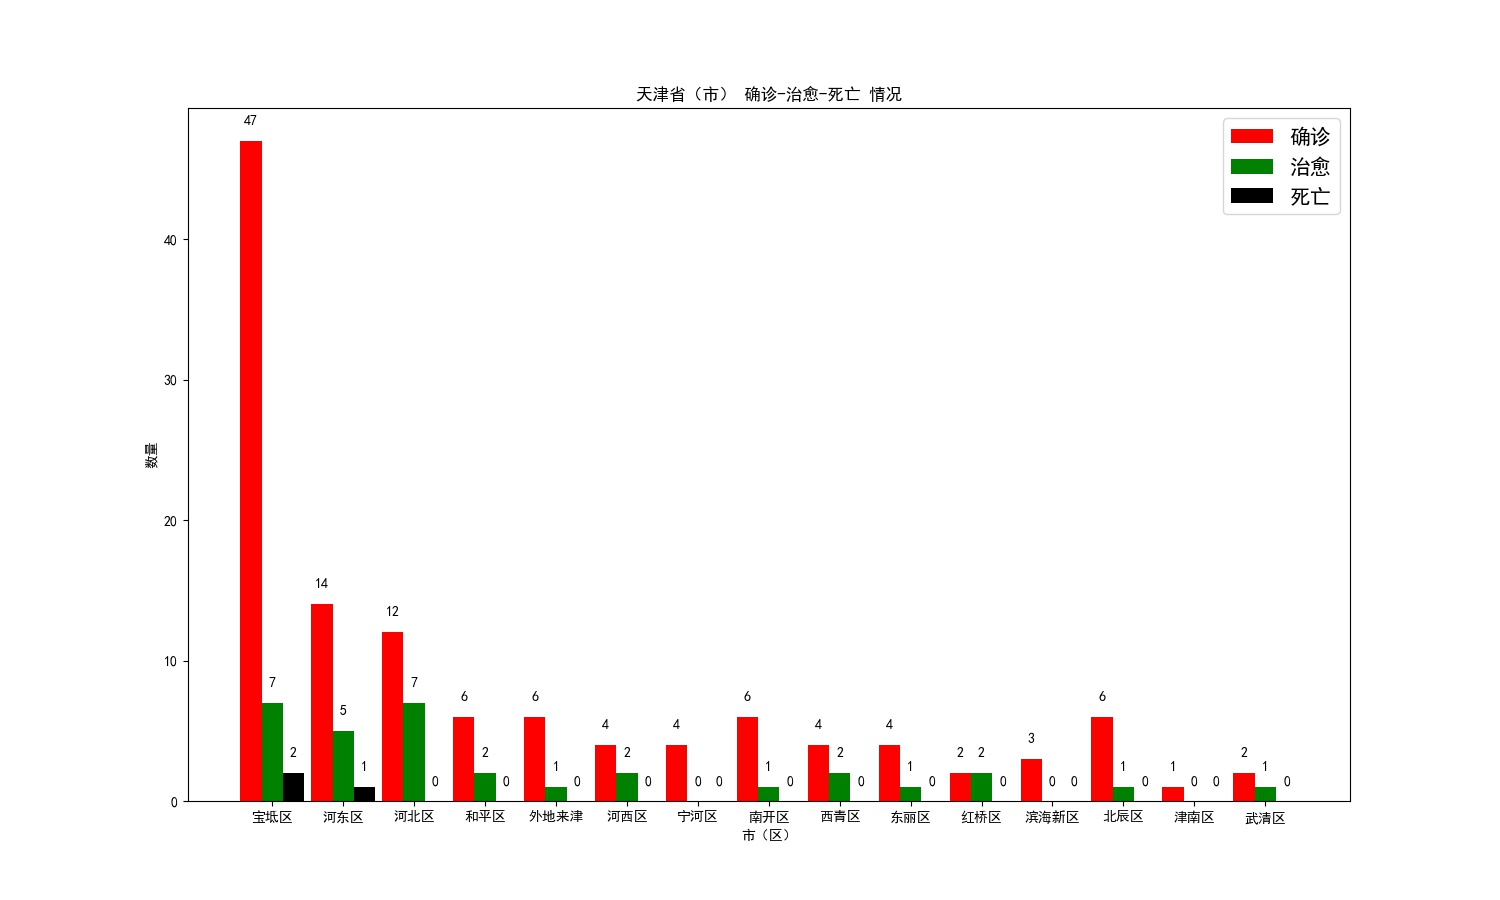 天津省（市） 确诊-治愈-死亡 情况
确诊
治愈
死亡
数量
40
30
20
10
0
47 7 2
14 5 1
12 7 0
6 2 0
6 1 0
4 2 0
4 0 0
6 1 0
4 2 0
4 1 0
2 2 0
3 0 0
6 1 0
1 0 0
2 1 0
宝坻区 河东区 河北区 和平区 外地来津 河西区 宁河区 南开区 西青区 东丽区 红桥区 滨海新区 北辰区 津南区 武清区
市（区）